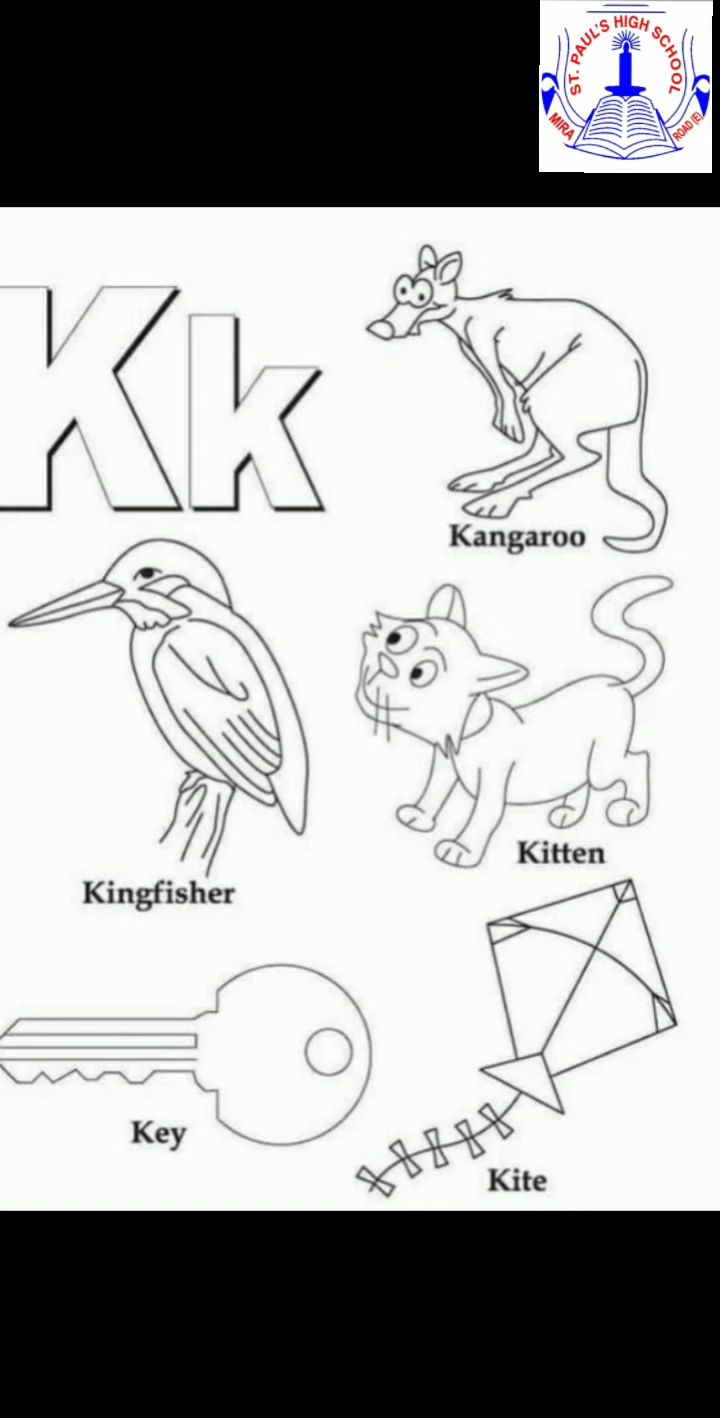 ST. PAUL'S HIGH SCHOOL
MIRA ROAD (E)
Kk
Kangaroo
Kingfisher
Kitten
Key
Kite